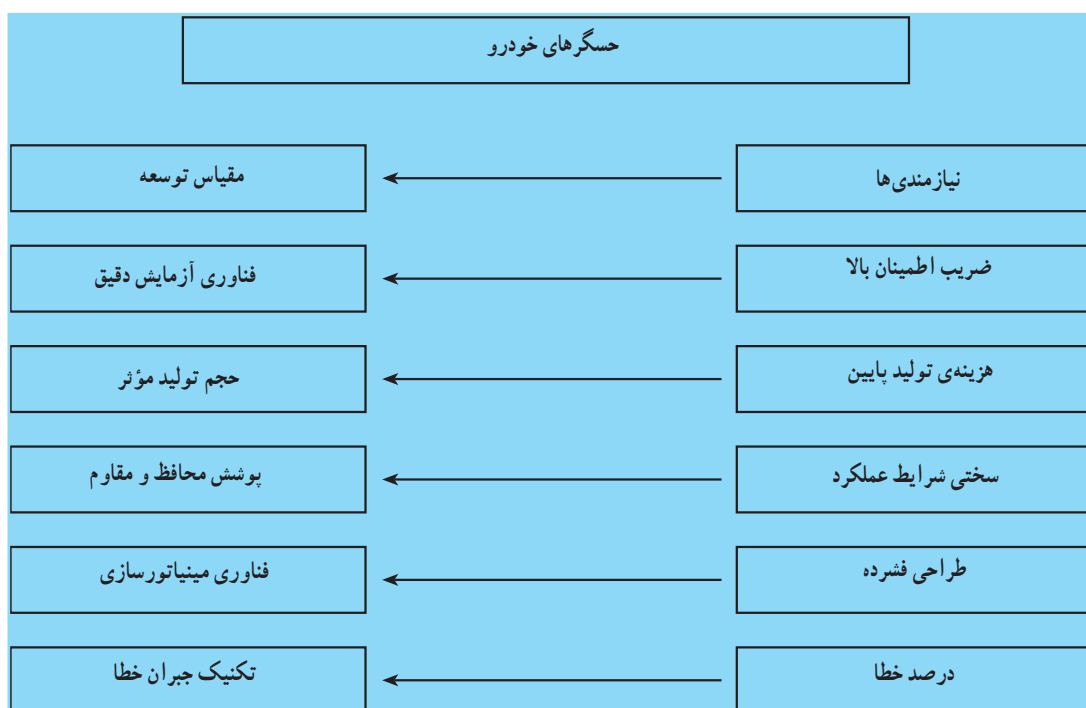 حسگرهای خودرو
نیازمندی‌ها
مقیاس توسعه
ضریب اطمینان بالا
فناوری آزمایش دقیق
هزینه‌ی تولید پایین
حجم تولید مؤثر
سختی شرایط عملکرد
پوشش محافظ و مقاوم
طراحی فشرده
فناوری مینیاتورسازی
درصد خطا
تکنیک جبران خطا